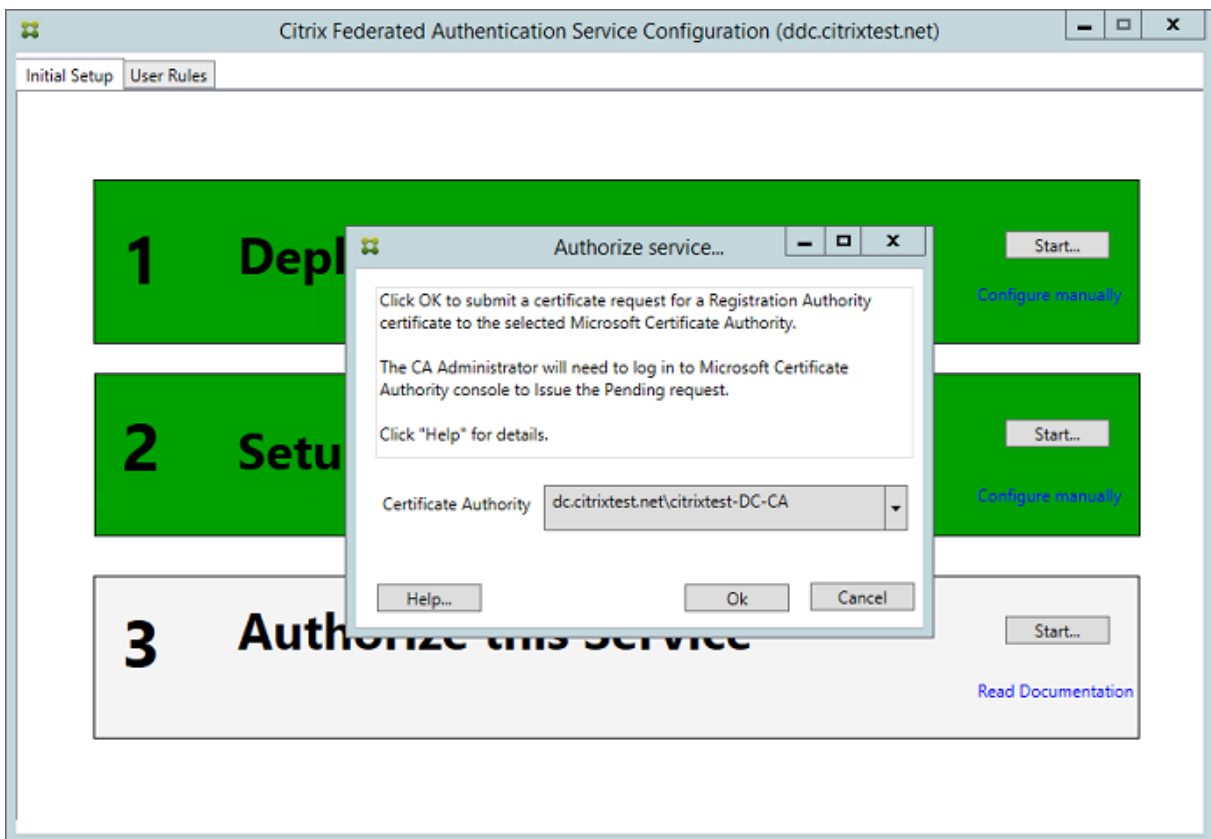 Citrix Federated Authentication Service Configuration (ddc.citrixtest.net)
Initial Setup User Rules
1
Depl
Start...
Configure manually
Authorize service...
Click OK to submit a certificate request for a Registration Authority
certificate to the selected Microsoft Certificate Authority.
The CA Administrator will need to log in to Microsoft Certificate
Authority console to Issue the Pending request.
Click "Help" for details.
Certificate Authority dc.citrixtest.net\citrixtest-DC-CA
Help... Ok Cancel
2
Setu
Start...
Configure manually
3
Authorize this Service
Start...
Read Documentation